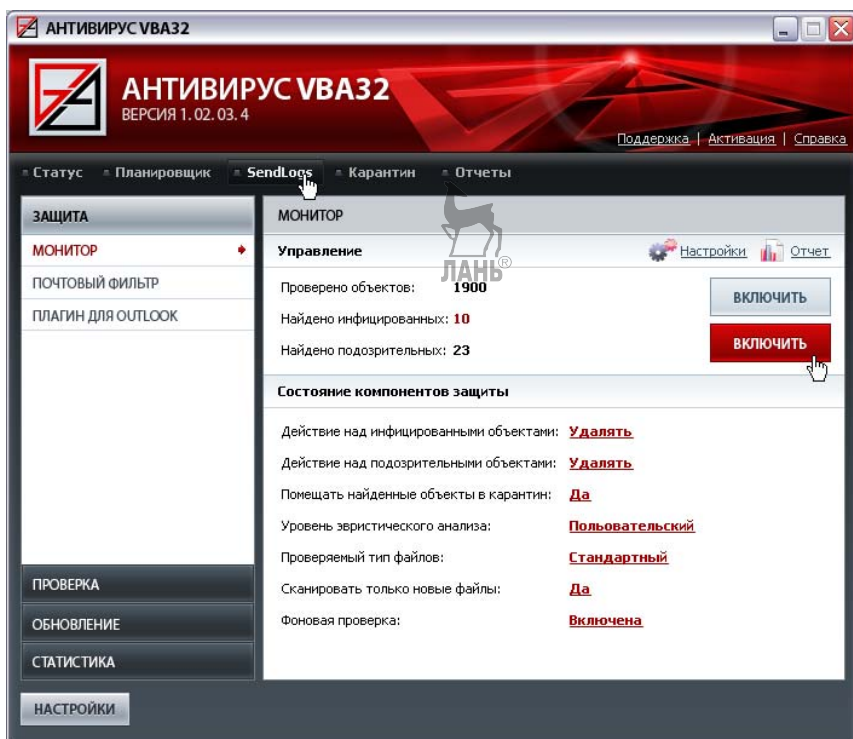 АНТИВИРУС VBA32
АНТИВИРУС VBA32
ВЕРСИЯ 1. 02. 03. 4
Поддержка | Активация | Справка
Статус Планировщик SendLogs Карантин Отчеты
ЗАЩИТА
МОНИТОР
ПОЧТОВЫЙ ФИЛЬТР
ПЛАГИН ДЛЯ OUTLOOK
ПРОВЕРКА
ОБНОВЛЕНИЕ
СТАТИСТИКА
НАСТРОЙКИ
МОНИТОР
Управление Настройки Отчет
ЛАНЬ®
Проверено объектов: 1900
Найдено инфицированных: 10
Найдено подозрительных: 23
ВКЛЮЧИТЬ
ВКЛЮЧИТЬ
Состояние компонентов защиты
Действие над инфицированными объектами: Удалять
Действие над подозрительными объектами: Удалять
Помещать найденные объекты в карантин: Да
Уровень эвристического анализа: Пользовательский
Проверяемый тип файлов: Стандартный
Сканировать только новые файлы: Да
Фоновая проверка: Включена